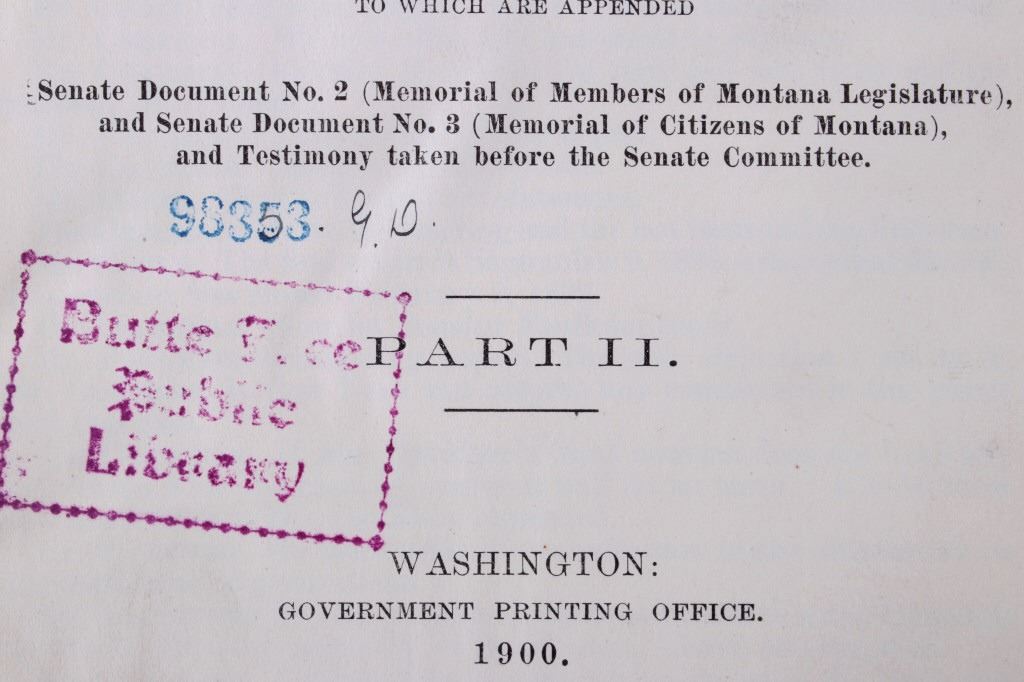 TO WHICH ARE APPENDED
Senate Document No. 2 (Memorial of Members of Montana Legislature),
and Senate Document No. 3 (Memorial of Citizens of Montana),
and Testimony taken before the Senate Committee.
98353. G.D.
Butte Free
Public
Library
PART II.
WASHINGTON:
GOVERNMENT PRINTING OFFICE.
1900.